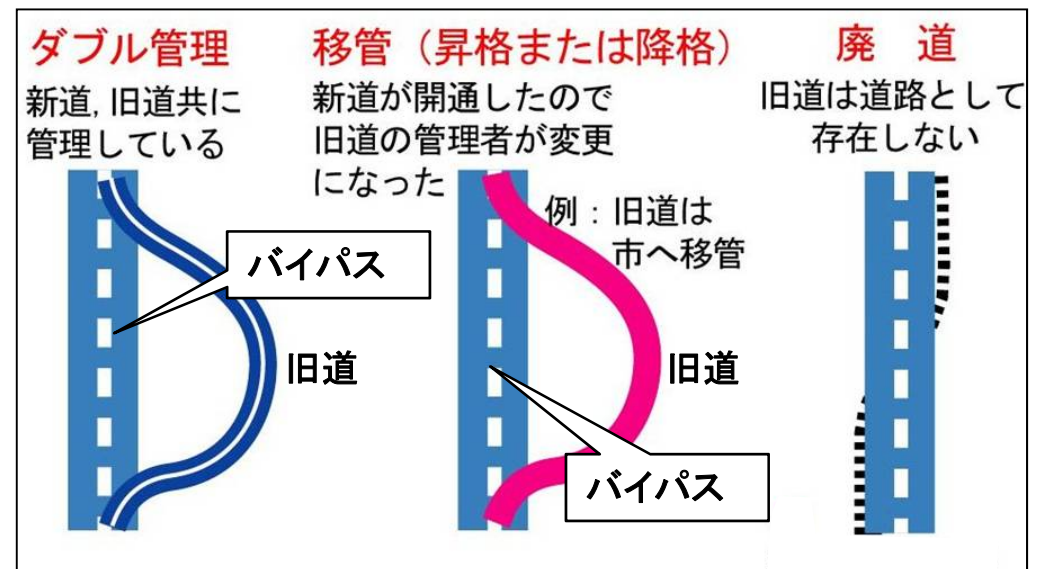 ダブル管理
新道,旧道共に
管理している
バイパス
旧道
移管（昇格または降格）
新道が開通したので
旧道の管理者が変更
になった
例：旧道は
市へ移管
旧道
バイパス
廃 道
旧道は道路として
存在しない